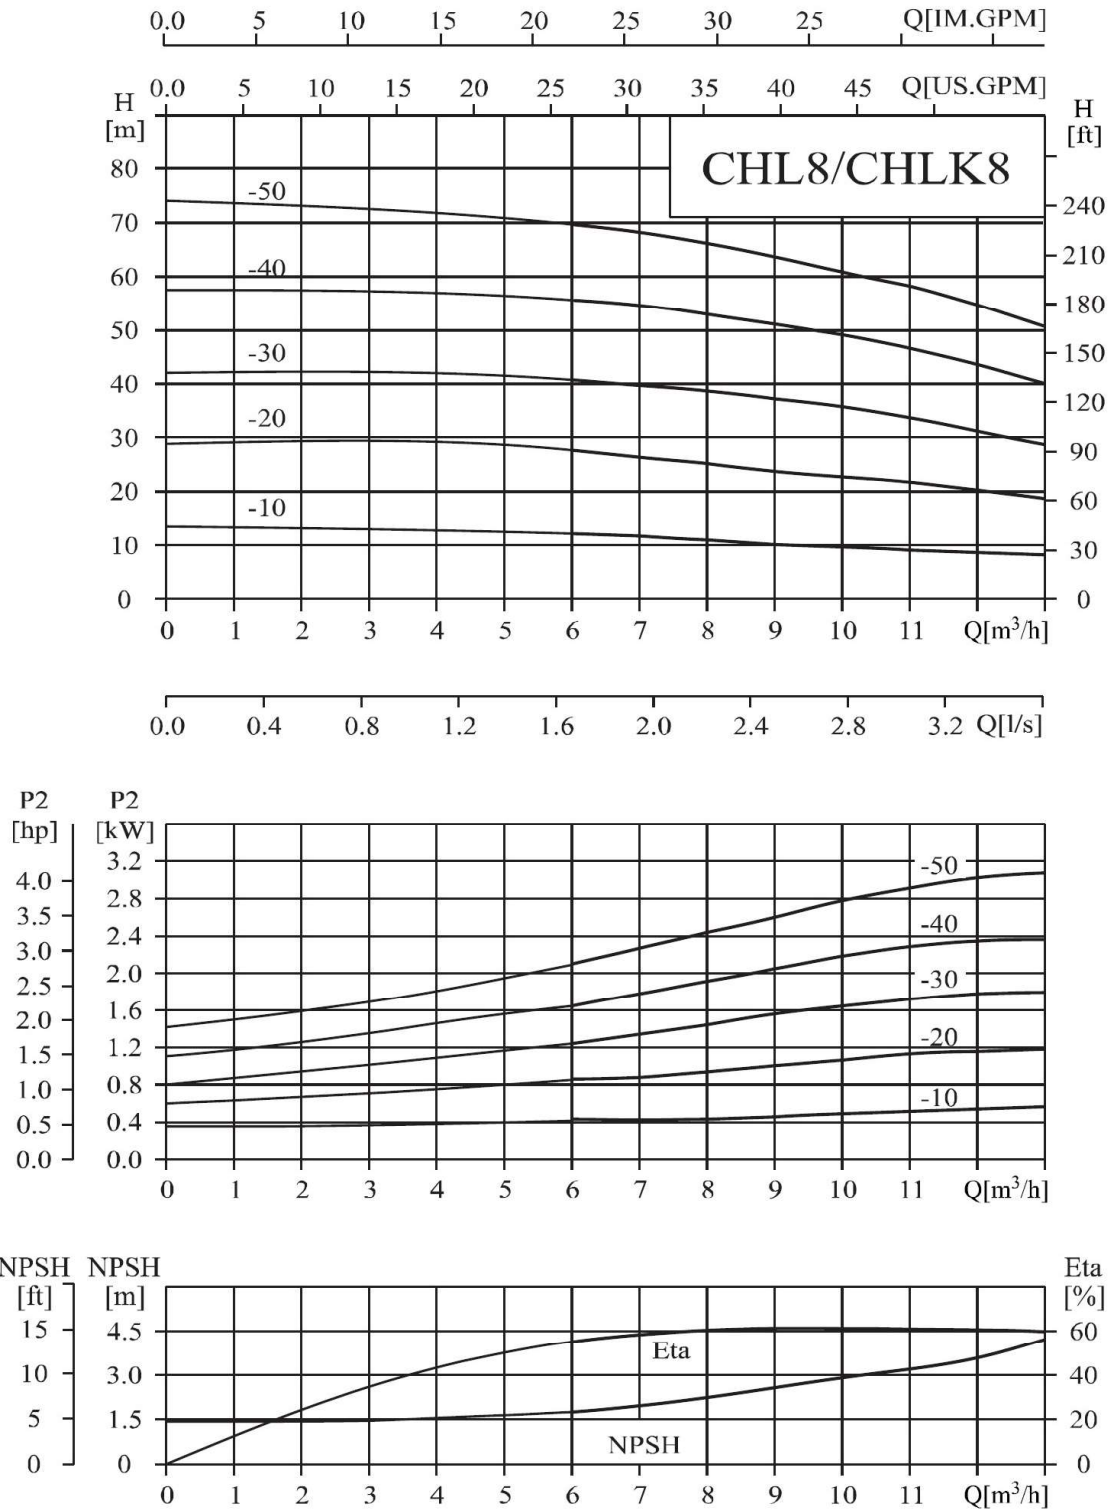 0.0 5 10 15 20 25 30 25 Q[IM.GPM]
0.0 5 10 15 20 25 30 35 40 45 Q[US.GPM]
H
[m]
H
[ft]
CHL8/CHLK8
80
70
60
50
40
30
20
10
0
240
210
180
150
120
90
60
30
0
-50
-40
-30
-20
-10
0 1 2 3 4 5 6 7 8 9 10 11 Q[m³/h]
0.0 0.4 0.8 1.2 1.6 2.0 2.4 2.8 3.2 Q[l/s]
P2
[hp]
P2
[kW]
4.0
3.5
3.0
2.5
2.0
1.5
1.0
0.5
0.0
3.2
2.8
2.4
2.0
1.6
1.2
0.8
0.4
0.0
-50
-40
-30
-20
-10
0 1 2 3 4 5 6 7 8 9 10 11 Q[m³/h]
NPSH
[ft]
NPSH
[m]
Eta
[%]
15
10
5
0
4.5
3.0
1.5
0
60
40
20
0
Eta
NPSH
0 1 2 3 4 5 6 7 8 9 10 11 Q[m³/h]